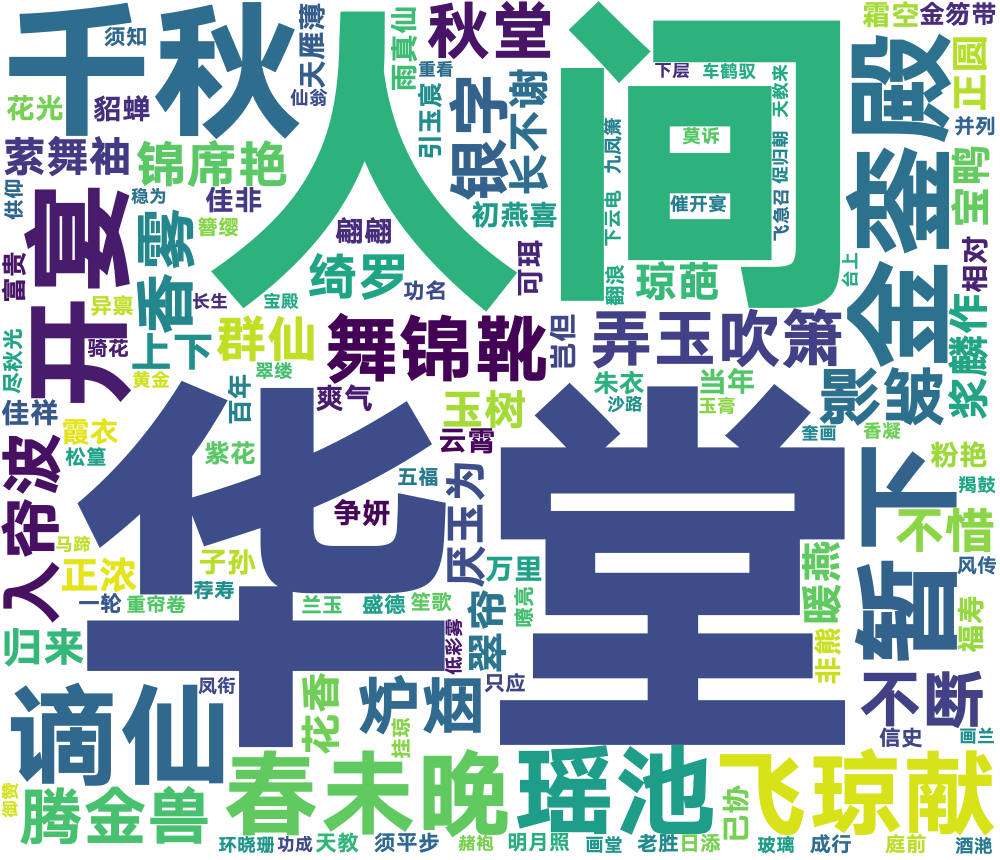 千秋
须知
天雁薄
仙翁
人间
雨真仙
重看
秋堂
下层
车鹤驭
天教来
霜空
金笏带
花光
貂蝉
引玉宸
银字
长不谢
九凤箫
莫诉
促归朝
殿
正圆
并列
萦舞袖
锦席艳
供仰
稳为
佳非
簪缨
翩翩
初燕喜
可珥
下云电
催开宴
飞急召
金銮
宝鸭
开宴
香雾
富贵
异禀
长生
宝殿
绮罗
功名
翻浪
琼葩
台上
相对
尽秋光
骑花
上下
群仙
舞锦靴
岂但
弄玉吹箫
麟作
黄金
翠缕
佳祥
百年
爽气
玉树
朱衣
沙路
当年
玉膏
影皱
浆
霞衣
松篁
紫花
云霄
奎画
香凝
粉艳
羯鼓
入帘波
华堂
五福
争妍
厌玉为
暂下
不惜
马蹄
正浓
子孙
万里
暖燕
风传
一轮
重帘卷
荐寿
兰玉
盛德
笙歌
嘹亮
福寿
归来
低彩雾
翠帘
非熊
凤衔
花香
炉烟
只应
不断
谪仙
挂琼
信史
画兰
御赞
腾金兽
春未晚
瑶池
已协
飞琼献
环晓珊
功成
天教
须平步
赭袍
明月照
画堂
老胜
日添
玻璃
成行
庭前
酒滟